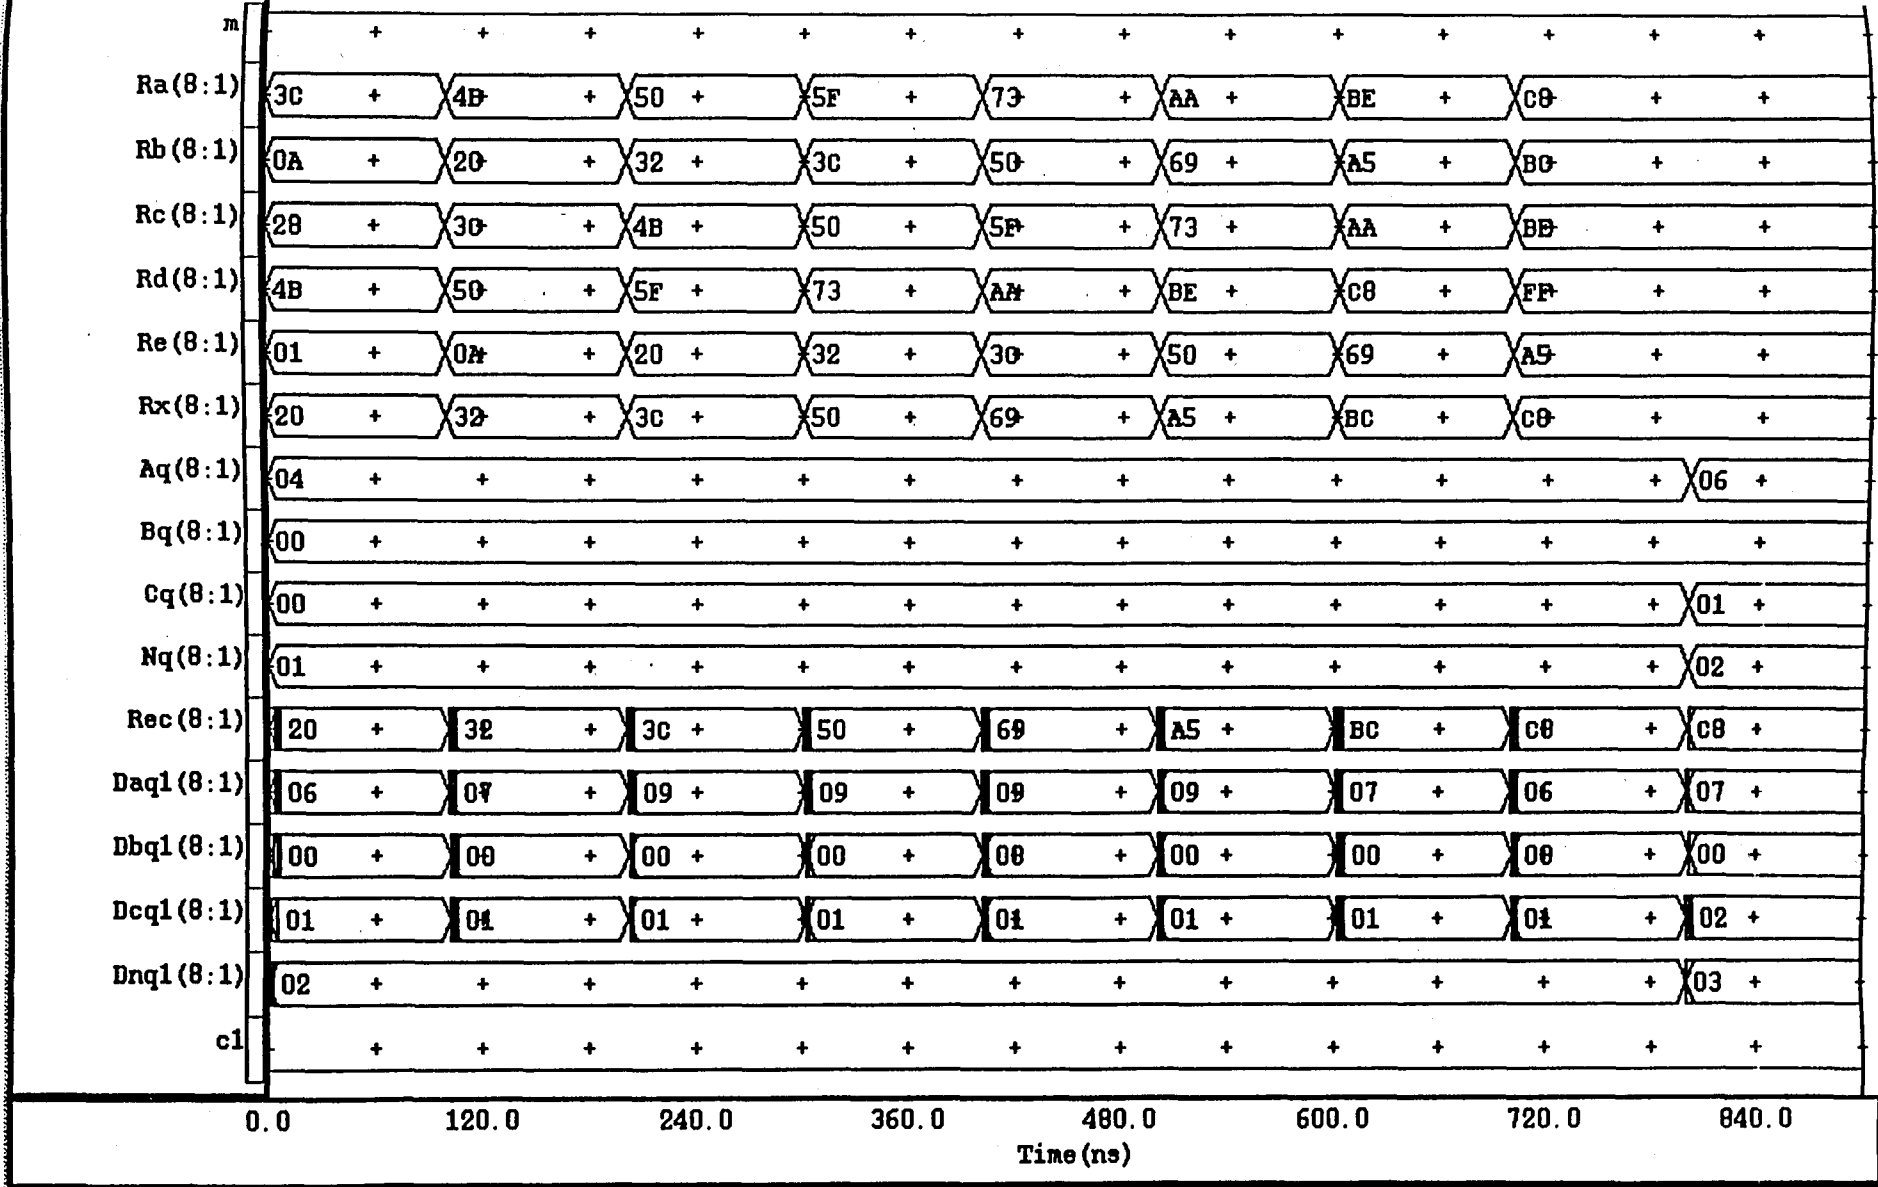 m
Ra(8:1) 3C 4B 50 5F 73 AA BE C8
Rb(8:1) 0A 20 32 3C 50 69 A5 BC
Rc(8:1) 28 3C 4B 50 5F 73 AA BE
Rd(8:1) 4B 50 5F 73 AA BE C8 FF
Re(8:1) 01 0A 20 32 3C 50 69 A5
Rx(8:1) 20 32 3C 50 69 A5 BC C8
Aq(8:1) 04 06
Bq(8:1) 00
Cq(8:1) 00 01
Nq(8:1) 01 02
Rec(8:1) 20 32 3C 50 69 A5 BC C8 C8
Daq1(8:1) 06 07 09 09 09 09 07 06 07
Dbq1(8:1) 00 00 00 00 00 00 00 00 00
Dcq1(8:1) 01 01 01 01 01 01 01 01 02
Dnq1(8:1) 02 03
c1
0.0 120.0 240.0 360.0 480.0 600.0 720.0 840.0
Time(ns)